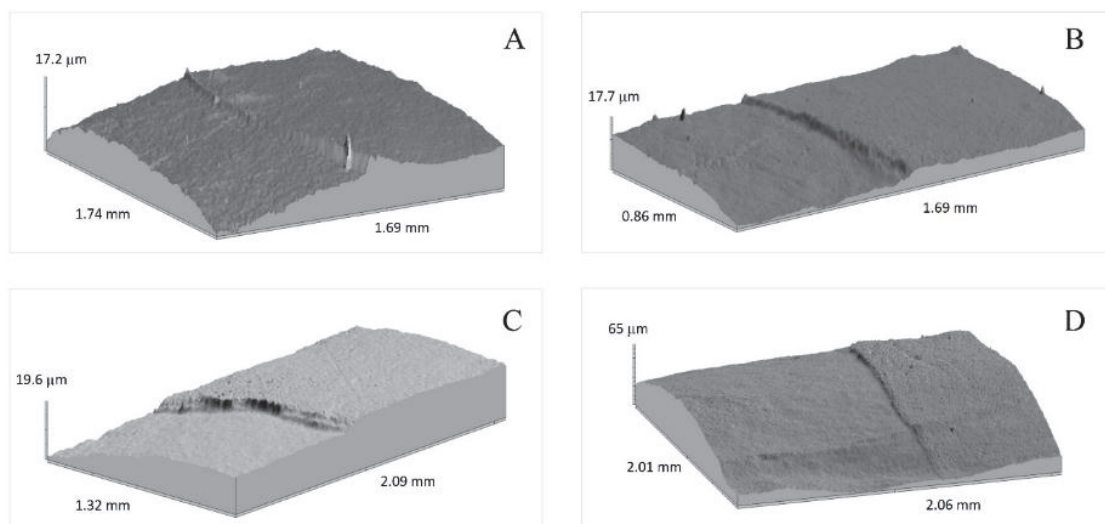 A
17.2 µm
1.74 mm
1.69 mm
B
17.7 µm
0.86 mm
1.69 mm
C
19.6 µm
1.32 mm
2.09 mm
D
65 µm
2.01 mm
2.06 mm